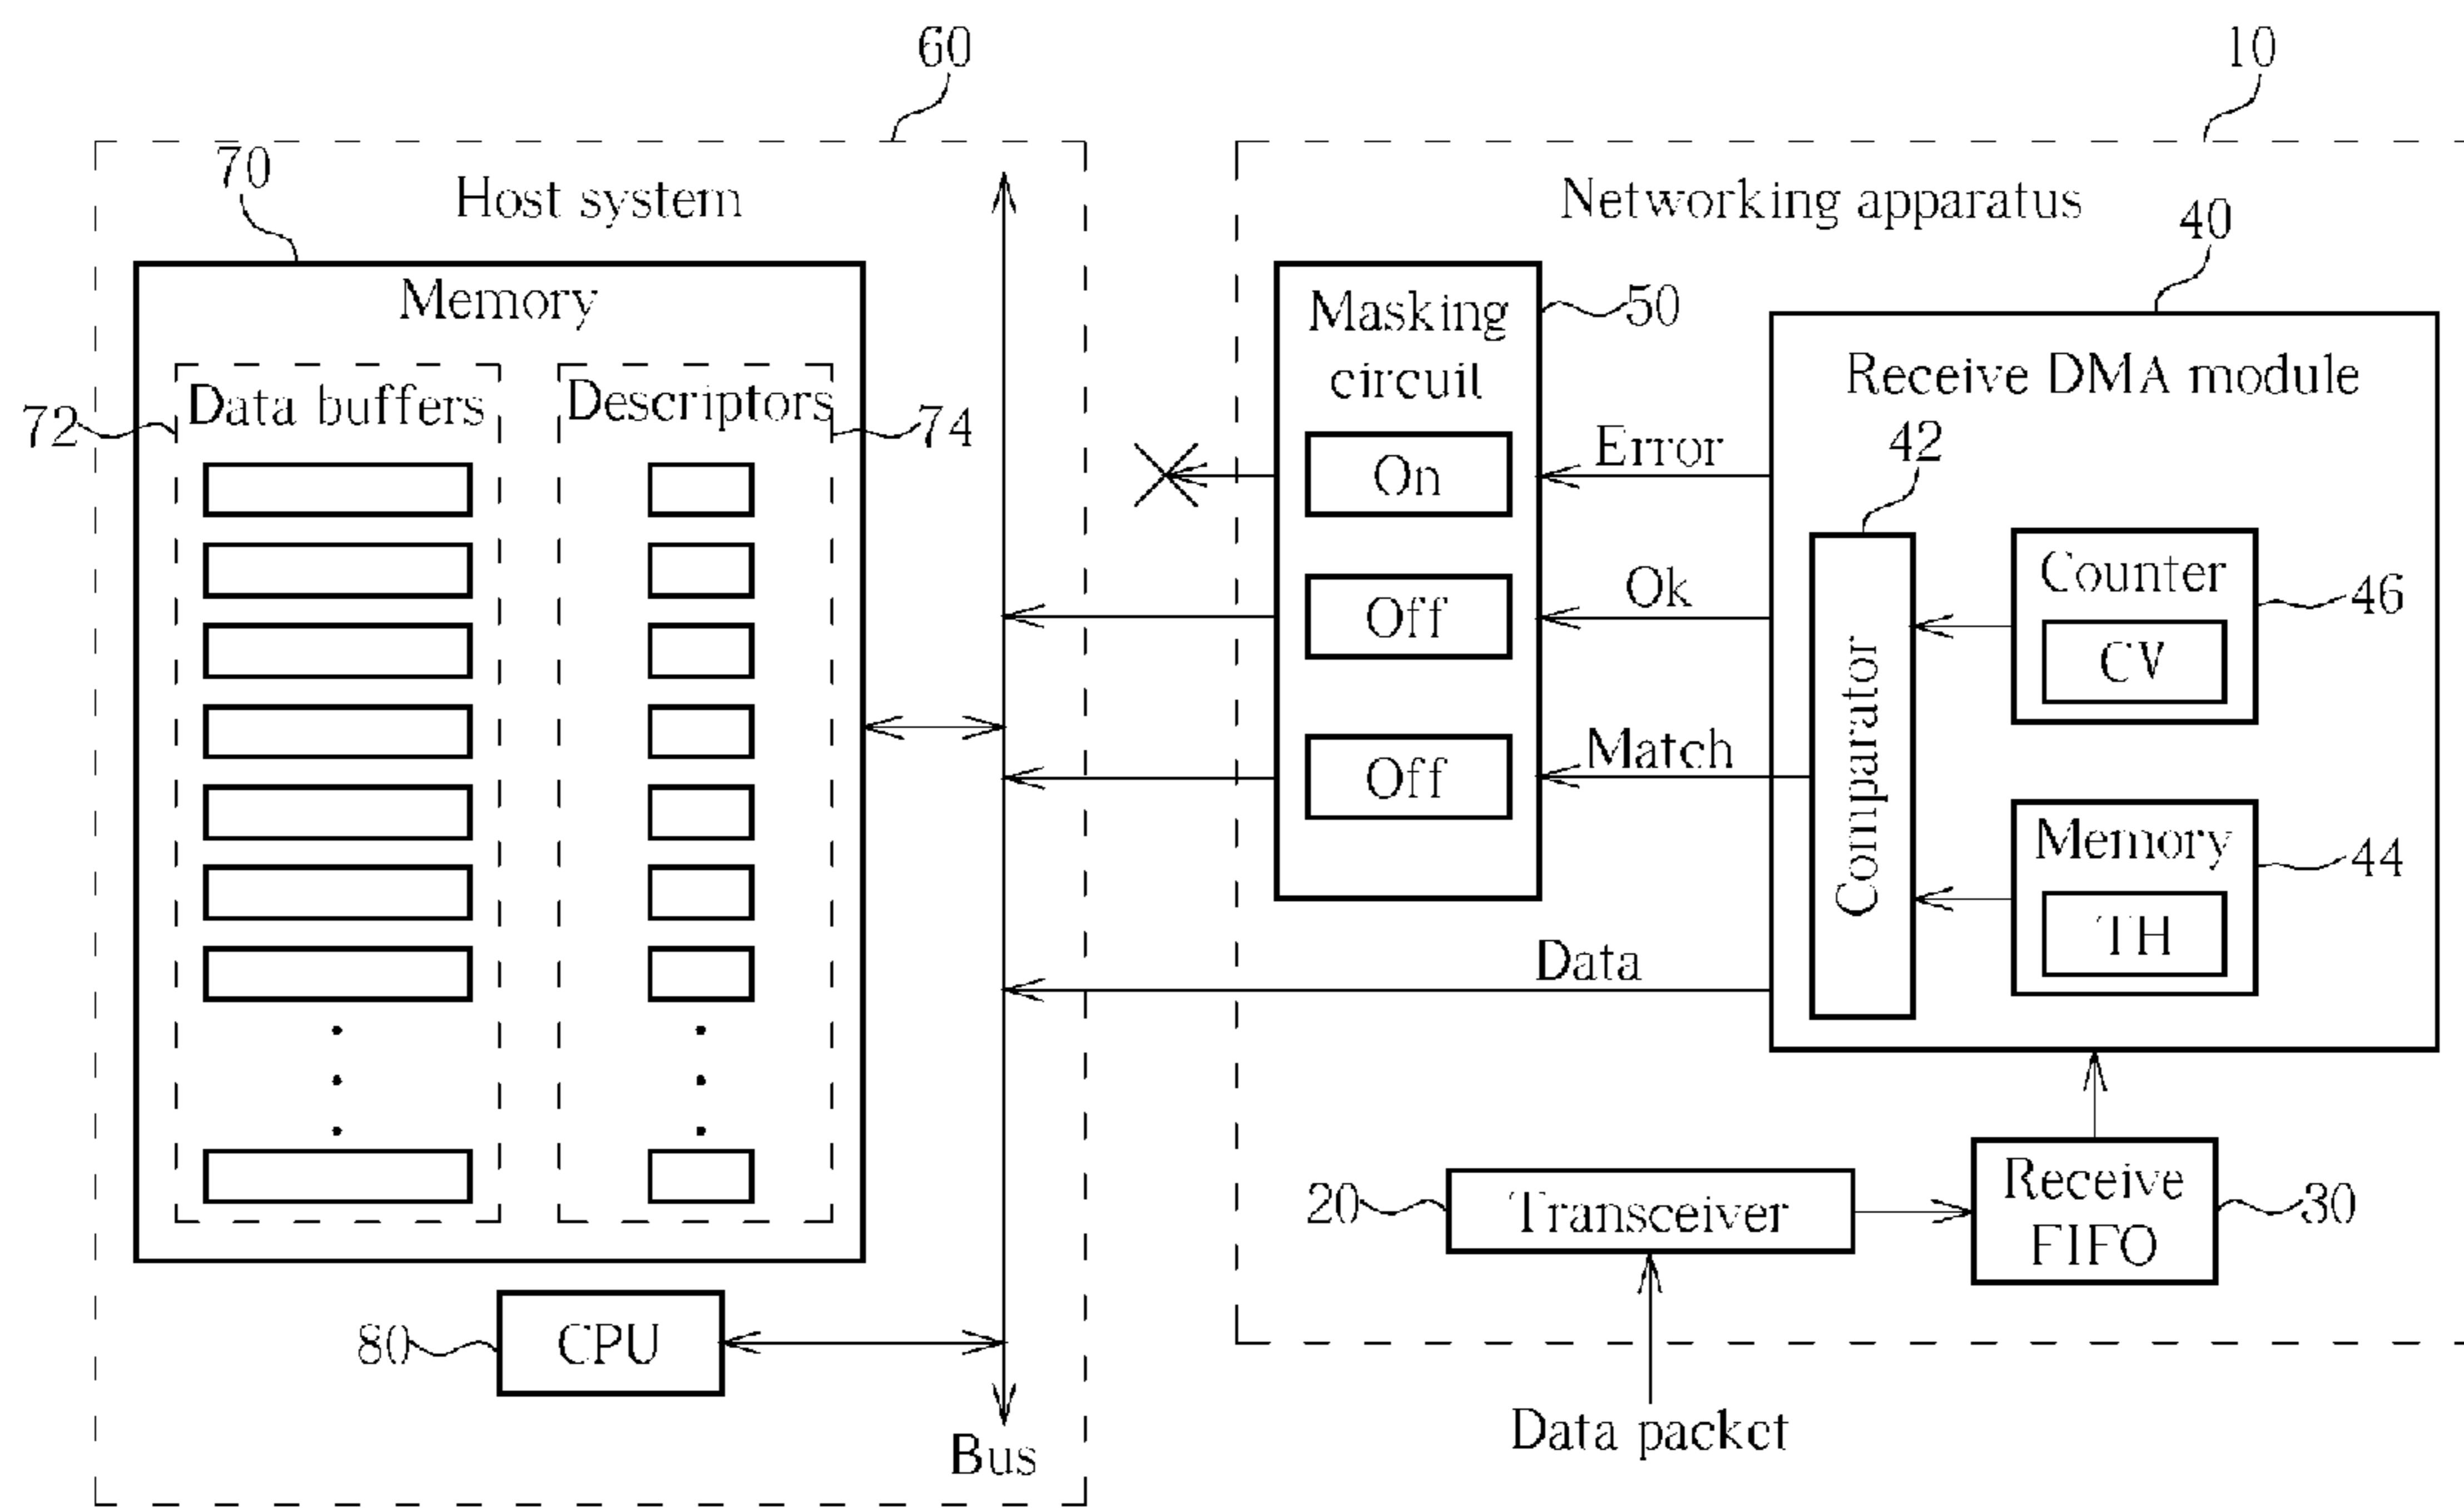 60
10
70
Host system
Networking apparatus
40
Memory
Masking
circuit
50
Receive DMA module
72
Data buffers
Descriptors
74
42
On
Error
Counter
46
Off
Ok
CV
Comparator
Off
Match
Memory
44
TH
Data
20
Transceiver
Receive
FIFO
30
80
CPU
Data packet
Bus